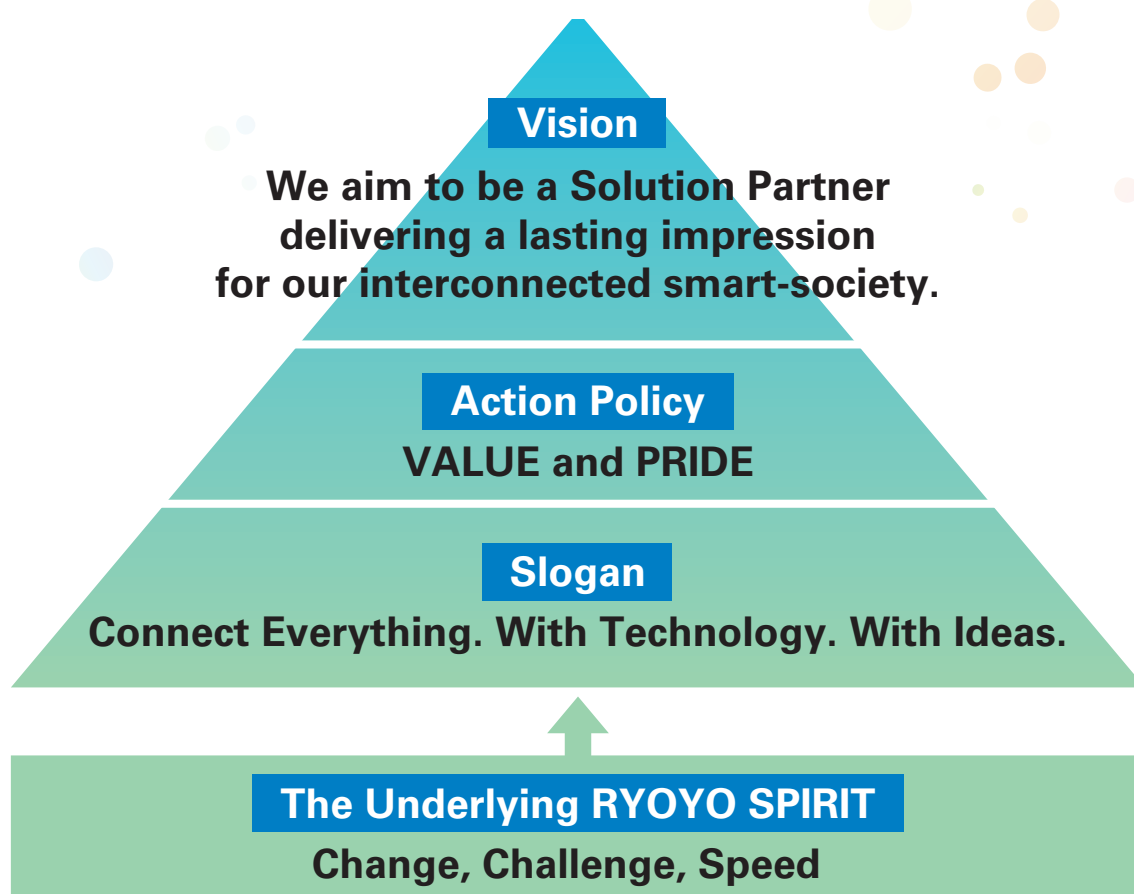 Vision
We aim to be a Solution Partner
delivering a lasting impression
for our interconnected smart-society.
Action Policy
VALUE and PRIDE
Slogan
Connect Everything. With Technology. With Ideas.
The Underlying RYOYO SPIRIT
Change, Challenge, Speed